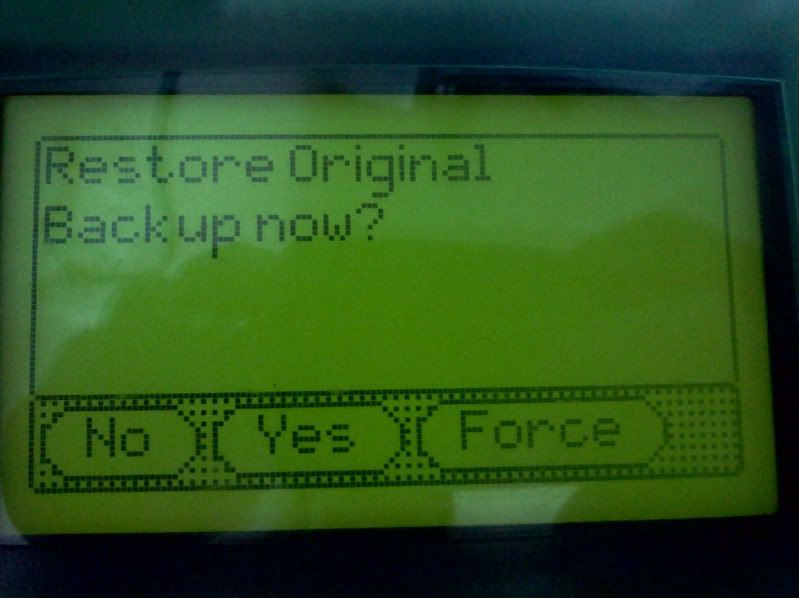 Restore Original
Backup now?
No Yes Force